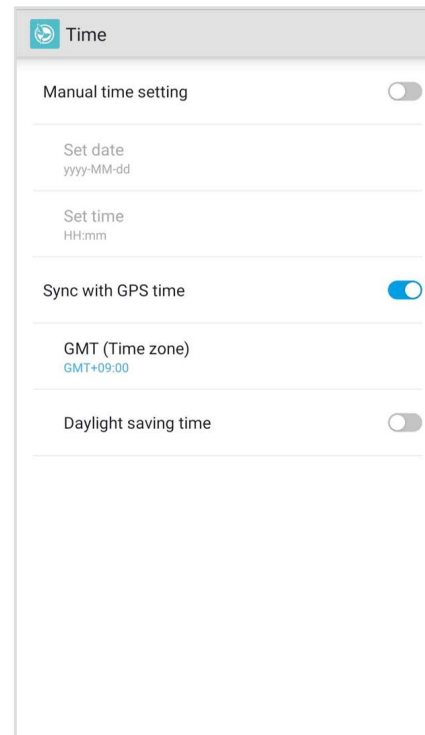 Time
Manual time setting
Set date
yyyy-MM-dd
Set time
HH:mm
Sync with GPS time
GMT (Time zone)
GMT+09:00
Daylight saving time